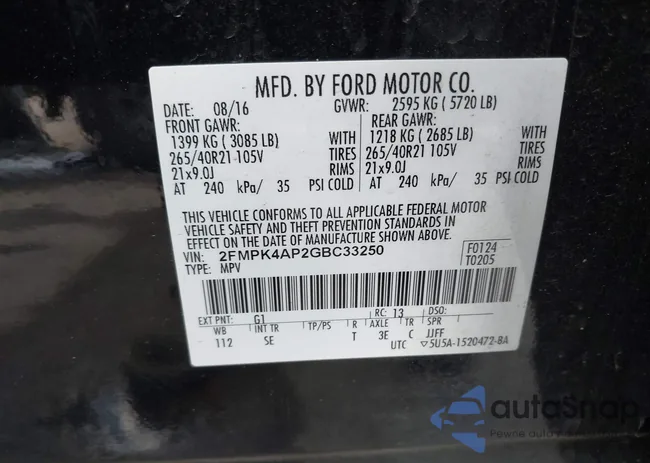 MFD. BY FORD MOTOR CO.
DATE: 08/16 GVWR: 2595 KG ( 5720 LB)
FRONT GAWR: REAR GAWR:
1399 KG ( 3085 LB) WITH 1218 KG ( 2685 LB) WITH
265/40R21 105V TIRES 265/40R21 105V TIRES
21x9.0J RIMS 21x9.0J RIMS
AT 240 kPa/ 35 PSI COLD AT 240 kPa/ 35 PSI COLD
THIS VEHICLE CONFORMS TO ALL APPLICABLE FEDERAL MOTOR
VEHICLE SAFETY AND THEFT PREVENTION STANDARDS IN
EFFECT ON THE DATE OF MANUFACTURE SHOWN ABOVE.
VIN: 2FMPK4AP2GBC33250 F0124
TYPE: MPV T0205
EXT PNT: G1 RC: 13 DSO:
WB INT TR TP/PS R AXLE TR SPR
112 SE T 3E C JJFF
UTC ▽5U5A-1520472-BA
autoSnap
Pewne auta